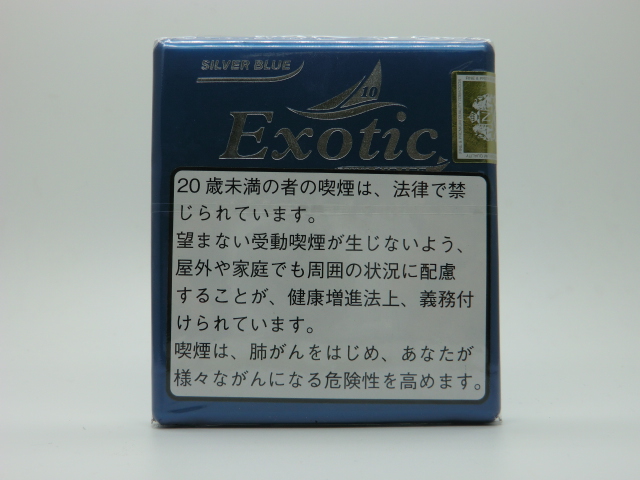 SILVER BLUE
10
Exotic
20歳未満の者の喫煙は、法律で禁
じられています。
望まない受動喫煙が生じないよう、
屋外や家庭でも周囲の状況に配慮
することが、健康増進法上、義務付
けられています。
喫煙は、肺がんをはじめ、あなたが
様々ながんになる危険性を高めます。